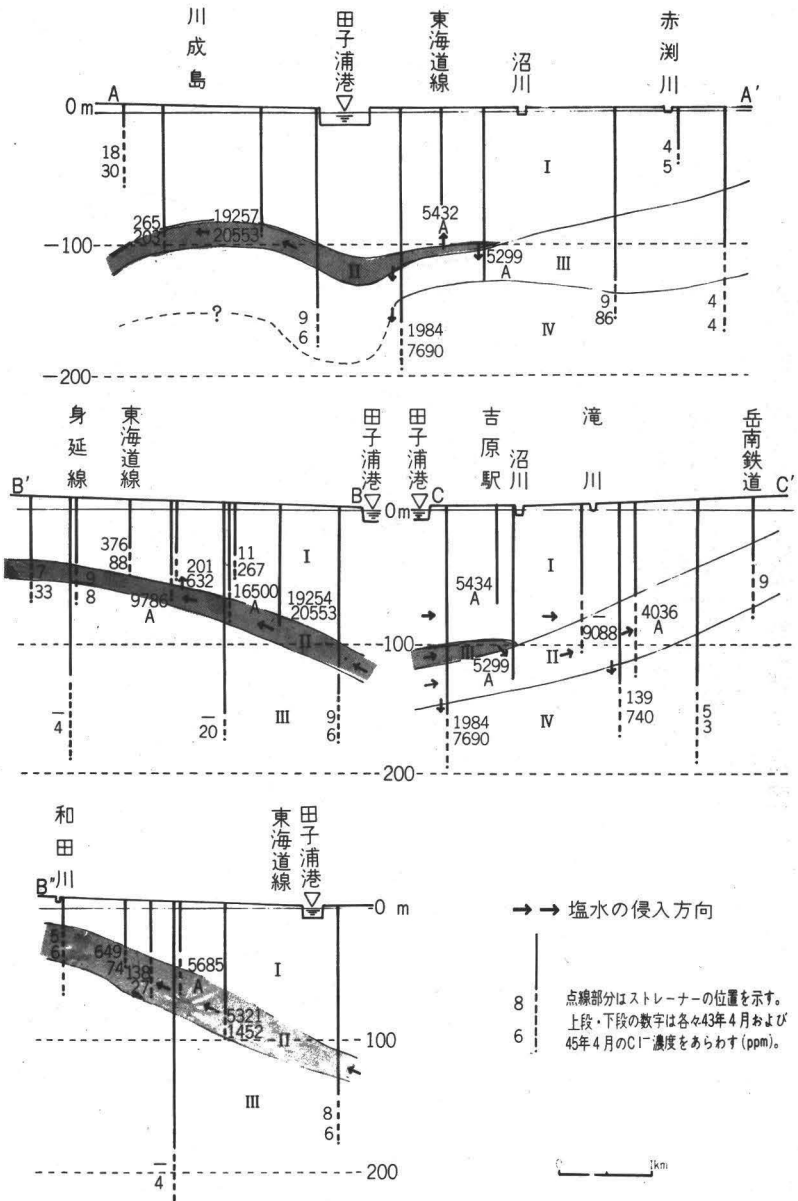 川成島
田子浦港
東海道線
沼川
赤渕川
A
A'
0m
18
30
4
5
I
265
203
19257
20553
5432
A
-100
II
5299
A
III
?
9
6
1984
7690
9
86
IV
4
4
-200
身延線
東海道線
田子浦港
田子浦港
吉原駅
沼川
滝川
岳南鉄道
B'
B
C
C'
0m
376
88
201
632
11
267
I
7
33
9
8
9786
A
16500
A
19254
20553
II
100
5434
A
I
III
5299
A
9088
II
4036
A
9
—
4
—
20
III
9
6
1984
7690
IV
139
740
5
3
200
和田川
東海道線
田子浦港
B"
0 m
6
649
74
138
27
5685
A
I
5321
1452
100
II
III
8
6
—
4
200
塩水の侵入方向
8
6
点線部分はストレーナーの位置を示す。
上段・下段の数字は各々43年4月および
45年4月のCl⁻濃度をあらわす(ppm)。
0
1km